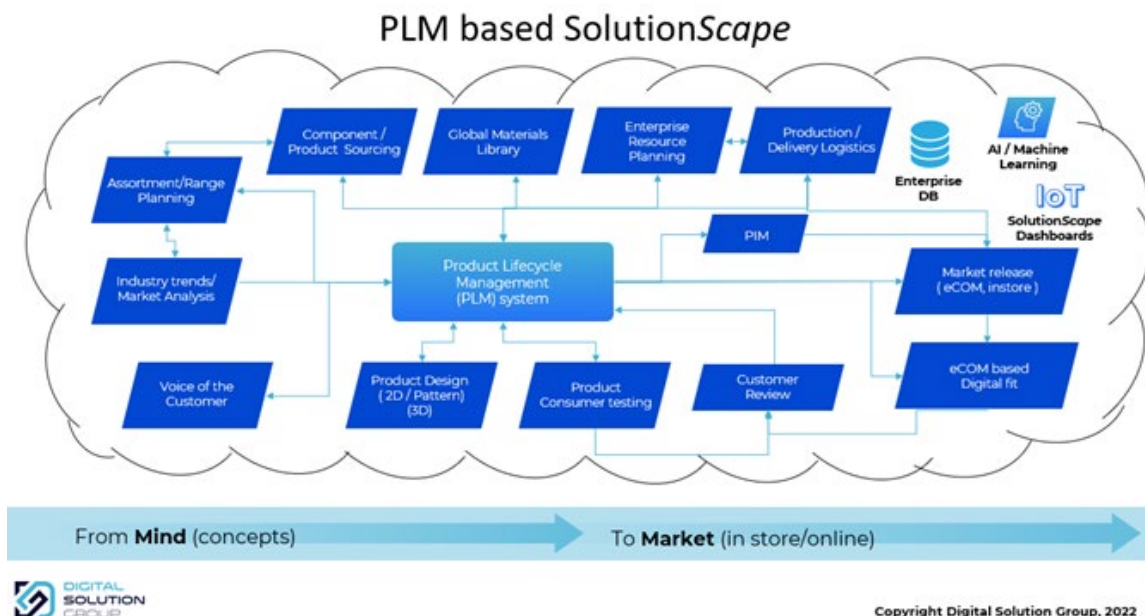 PLM based SolutionScape
Component /
Product Sourcing
Global Materials
Library
Enterprise
Resource
Planning
Production /
Delivery Logistics
Enterprise
DB
AI / Machine
Learning
IoT
SolutionScape
Dashboards
Assortment/Range
Planning
PIM
Industry trends/
Market Analysis
Product Lifecycle
Management
(PLM) system
Market release
( eCOM, instore )
Voice of the
Customer
Product Design
( 2D / Pattern)
(3D)
Product
Consumer testing
Customer
Review
eCOM based
Digital fit
From Mind (concepts)
To Market (in store/online)
DIGITAL
SOLUTION
GROUP
Copyright Digital Solution Group, 2022